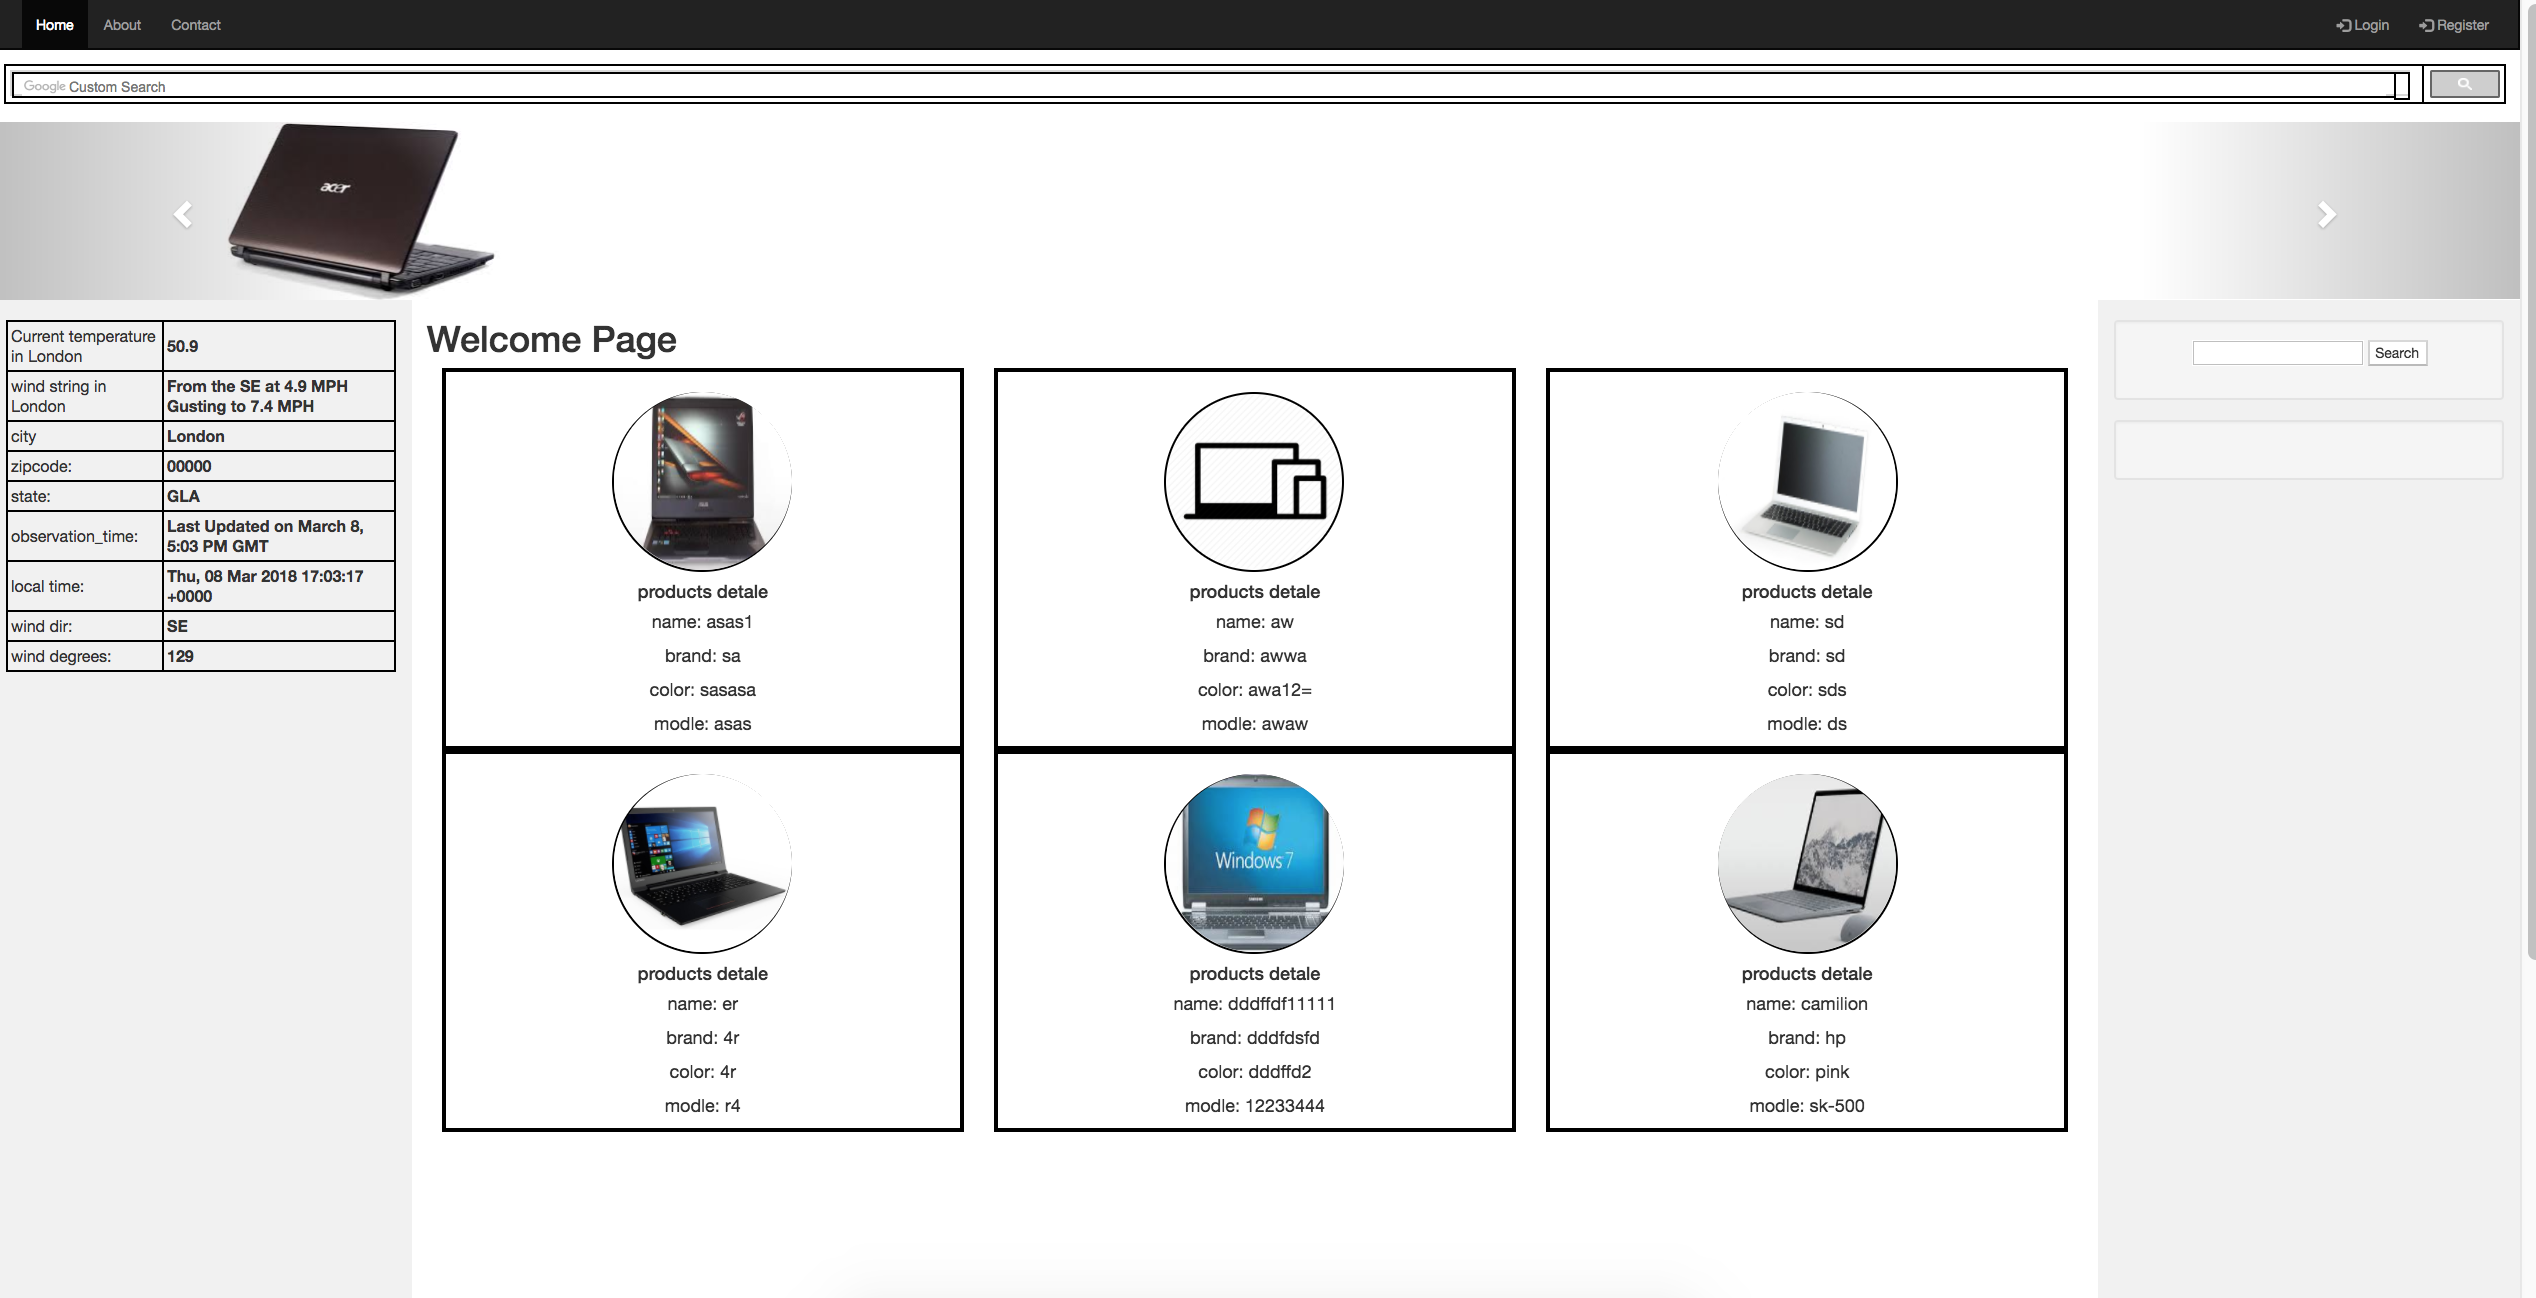 Home About Contact Login Register
Google Custom Search
acer
Current temperature in London 50.9
wind string in London From the SE at 4.9 MPH Gusting to 7.4 MPH
city London
zipcode: 00000
state: GLA
observation_time: Last Updated on March 8, 5:03 PM GMT
local time: Thu, 08 Mar 2018 17:03:17 +0000
wind dir: SE
wind degrees: 129
Welcome Page
products detale
name: asas1
brand: sa
color: sasasa
modle: asas
products detale
name: aw
brand: awwa
color: awa12=
modle: awaw
products detale
name: sd
brand: sd
color: sds
modle: ds
products detale
name: er
brand: 4r
color: 4r
modle: r4
Windows 7
products detale
name: dddffdf11111
brand: dddfdsfd
color: dddffd2
modle: 12233444
products detale
name: camilion
brand: hp
color: pink
modle: sk-500
Search